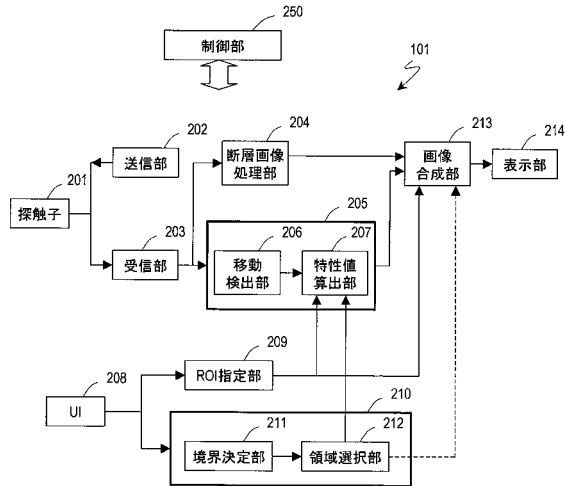 250
制御部
101
202
送信部
204
断層画像
処理部
213
画像
合成部
214
表示部
201
探触子
203
受信部
205
206
移動
検出部
207
特性値
算出部
209
ROI指定部
208
UI
210
211
境界決定部
212
領域選択部